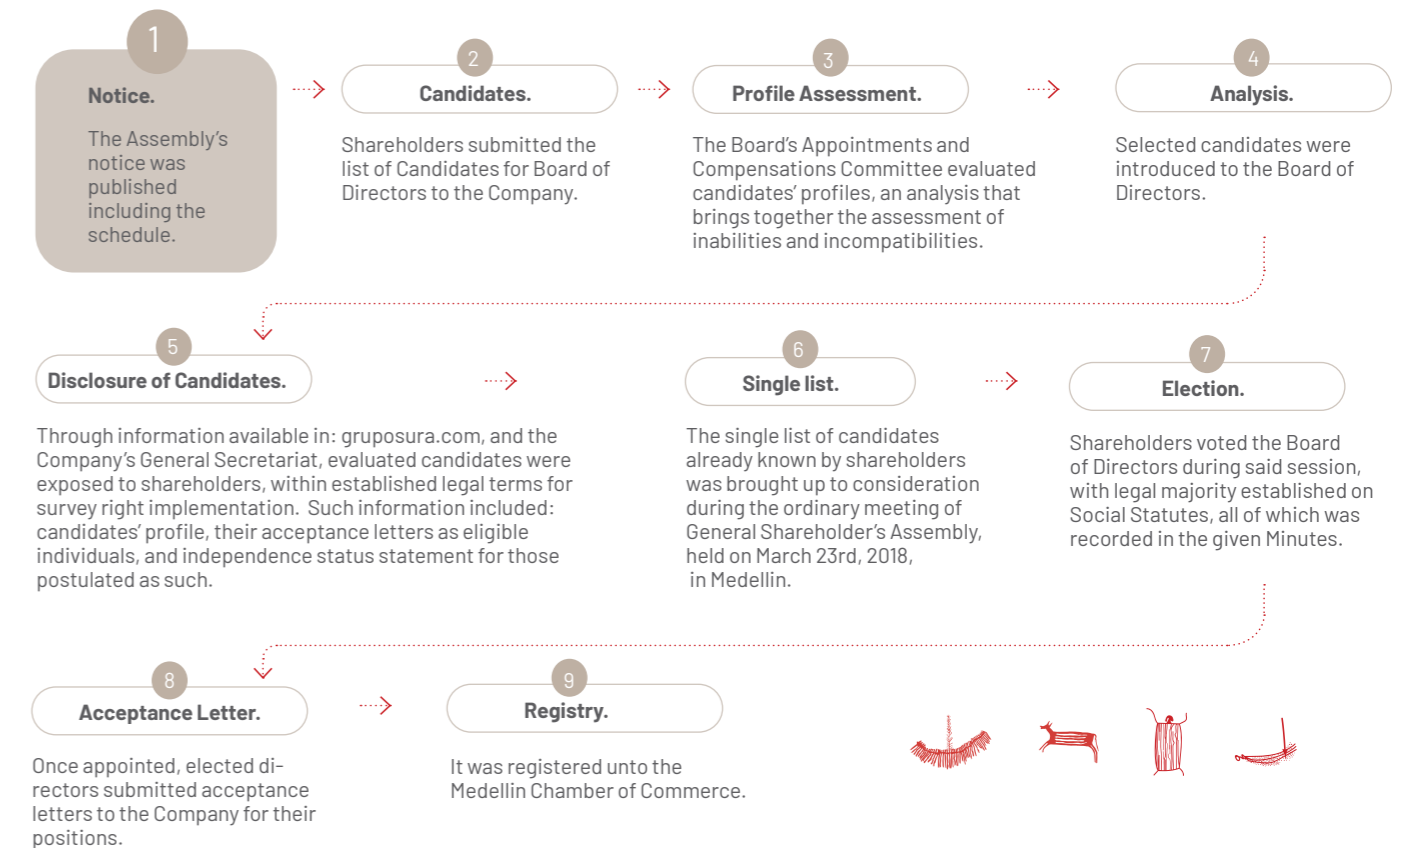 1
Notice.
The Assembly's
notice was
published
including the
schedule.
2
Candidates.
Shareholders submitted the
list of Candidates for Board of
Directors to the Company.
3
Profile Assessment.
The Board's Appointments and
Compensations Committee evaluated
candidates' profiles, an analysis that
brings together the assessment of
inabilities and incompatibilities.
4
Analysis.
Selected candidates were
introduced to the Board of
Directors.
5
Disclosure of Candidates.
Through information available in: gruposura.com, and the
Company's General Secretariat, evaluated candidates were
exposed to shareholders, within established legal terms for
survey right implementation. Such information included:
candidates' profile, their acceptance letters as eligible
individuals, and independence status statement for those
postulated as such.
6
Single list.
The single list of candidates
already known by shareholders
was brought up to consideration
during the ordinary meeting of
General Shareholder's Assembly,
held on March 23rd, 2018,
in Medellin.
7
Election.
Shareholders voted the Board
of Directors during said session,
with legal majority established on
Social Statutes, all of which was
recorded in the given Minutes.
8
Acceptance Letter.
Once appointed, elected di-
rectors submitted acceptance
letters to the Company for their
positions.
9
Registry.
It was registered unto the
Medellin Chamber of Commerce.